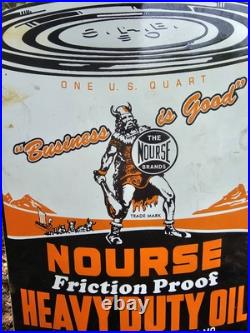 ONE U.S. QUART
"Business is Good"
THE
NOURSE
BRANDS
TRADE MARK
NOURSE
Friction Proof
HEAVY DUTY OIL